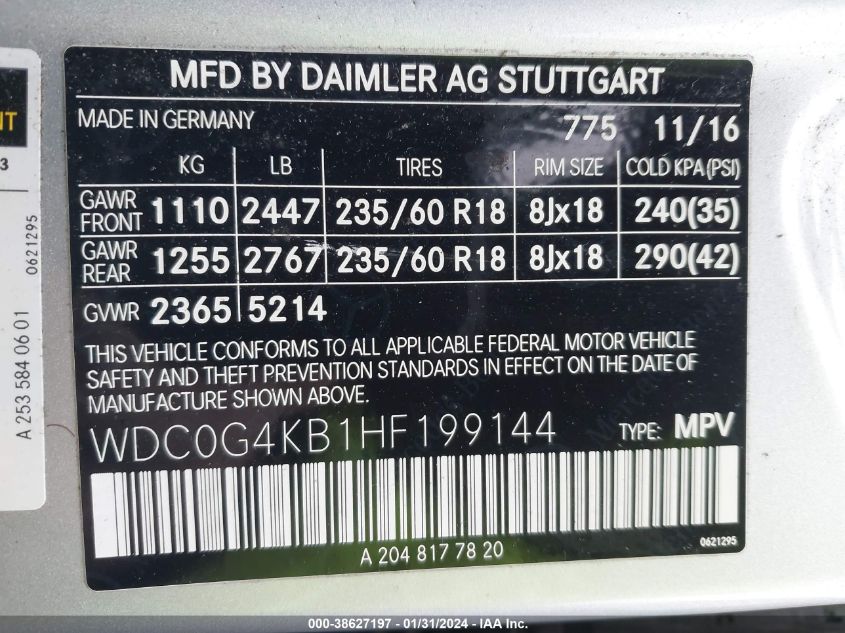 MFD BY DAIMLER AG STUTTGART
MADE IN GERMANY 775 11/16
KG LB TIRES RIM SIZE COLD KPA(PSI)
GAWR FRONT 1110 2447 235/60 R18 8Jx18 240(35)
GAWR REAR 1255 2767 235/60 R18 8Jx18 290(42)
GVWR 2365 5214
THIS VEHICLE CONFORMS TO ALL APPLICABLE FEDERAL MOTOR VEHICLE
SAFETY AND THEFT PREVENTION STANDARDS IN EFFECT ON THE DATE OF
MANUFACTURE SHOWN ABOVE.
WDC0G4KB1HF199144 TYPE: MPV
A 204 817 78 20
0621295
A 253 584 06 01
0621295
3
000-38627197 - 01/31/2024 - IAA Inc.